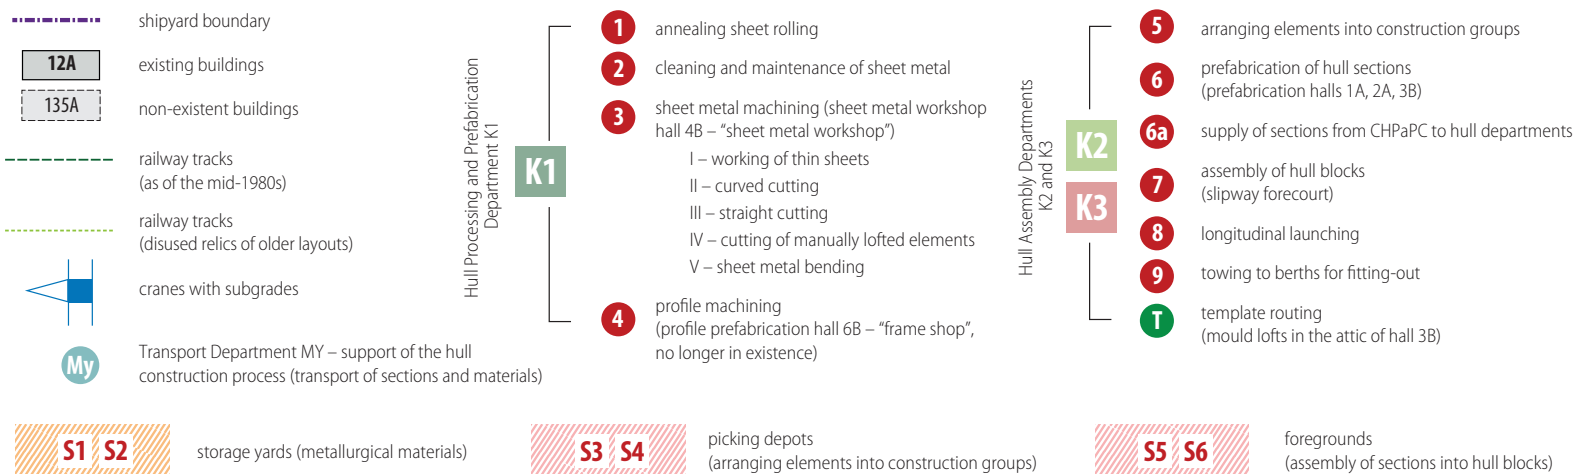 shipyard boundary
12A
existing buildings
135A
non-existent buildings
railway tracks
(as of the mid-1980s)
railway tracks
(disused relics of older layouts)
cranes with subgrades
My
Transport Department MY – support of the hull
construction process (transport of sections and materials)
Hull Processing and Prefabrication
Department K1
K1
1
annealing sheet rolling
2
cleaning and maintenance of sheet metal
3
sheet metal machining (sheet metal workshop
hall 4B – “sheet metal workshop”)
I – working of thin sheets
II – curved cutting
III – straight cutting
IV – cutting of manually lofted elements
V – sheet metal bending
4
profile machining
(profile prefabrication hall 6B – “frame shop”,
no longer in existence)
Hull Assembly Departments
K2 and K3
K2
K3
5
arranging elements into construction groups
6
prefabrication of hull sections
(prefabrication halls 1A, 2A, 3B)
6a
supply of sections from CHPaPC to hull departments
7
assembly of hull blocks
(slipway forecourt)
8
longitudinal launching
9
towing to berths for fitting-out
T
template routing
(mould lofts in the attic of hall 3B)
S1 S2
storage yards (metallurgical materials)
S3 S4
picking depots
(arranging elements into construction groups)
S5 S6
foregrounds
(assembly of sections into hull blocks)